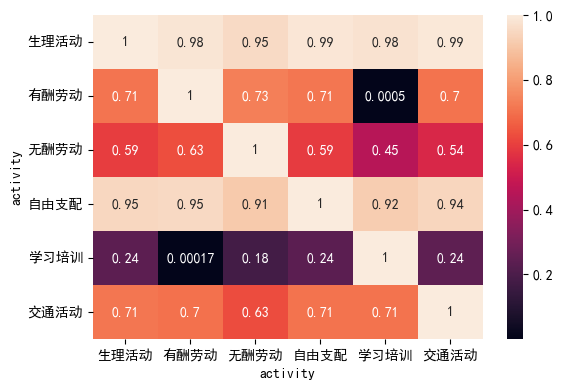 生理活动 1 0.98 0.95 0.99 0.98 0.99
有酬劳动 0.71 1 0.73 0.71 0.0005 0.7
无酬劳动 0.59 0.63 1 0.59 0.45 0.54
自由支配 0.95 0.95 0.91 1 0.92 0.94
学习培训 0.24 0.00017 0.18 0.24 1 0.24
交通活动 0.71 0.7 0.63 0.71 0.71 1
生理活动 有酬劳动 无酬劳动 自由支配 学习培训 交通活动
activity
activity
1.0
0.8
0.6
0.4
0.2